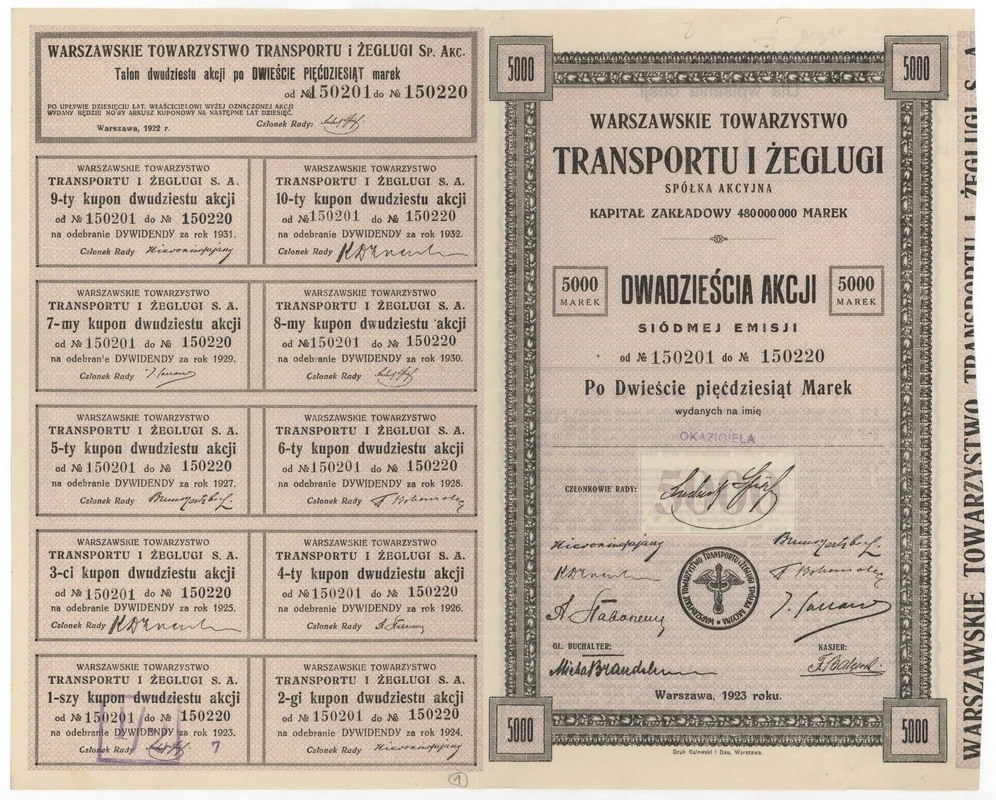 WARSZAWSKIE TOWARZYSTWO TRANSPORTU i ŻEGLUGI Sp. Akc.
Talon dwudziestu akcji po DWIEŚCIE PIĘĆDZIESIĄT marek
od № 150201 do № 150220
PO UPŁYWIE DZIESIĘCIU LAT. WŁAŚCICIELOWI WYŻEJ OZNACZONEJ AKCJI
WYDANY BĘDZIE NOWY ARKUSZ KUPONOWY NA NASTĘPNE LAT DZIESIĘĆ.
Warszawa, 1922 r.
Członek Rady:
WARSZAWSKIE TOWARZYSTWO
TRANSPORTU I ŻEGLUGI S. A.
9-ty kupon dwudziestu akcji
od № 150201 do № 150220
na odebranie DYWIDENDY za rok 1931.
Członek Rady
WARSZAWSKIE TOWARZYSTWO
TRANSPORTU I ŻEGLUGI S. A.
10-ty kupon dwudziestu akcji
od № 150201 do № 150220
na odebranie DYWIDENDY za rok 1932.
Członek Rady
WARSZAWSKIE TOWARZYSTWO
TRANSPORTU I ŻEGLUGI S. A.
7-my kupon dwudziestu akcji
od № 150201 do № 150220
na odebranie DYWIDENDY za rok 1929.
Członek Rady
WARSZAWSKIE TOWARZYSTWO
TRANSPORTU I ŻEGLUGI S. A.
8-my kupon dwudziestu akcji
od № 150201 do № 150220
na odebranie DYWIDENDY za rok 1930.
Członek Rady
WARSZAWSKIE TOWARZYSTWO
TRANSPORTU I ŻEGLUGI S. A.
5-ty kupon dwudziestu akcji
od № 150201 do № 150220
na odebranie DYWIDENDY za rok 1927.
Członek Rady
WARSZAWSKIE TOWARZYSTWO
TRANSPORTU I ŻEGLUGI S. A.
6-ty kupon dwudziestu akcji
od № 150201 do № 150220
na odebranie DYWIDENDY za rok 1928.
Członek Rady
WARSZAWSKIE TOWARZYSTWO
TRANSPORTU I ŻEGLUGI S. A.
3-ci kupon dwudziestu akcji
od № 150201 do № 150220
na odebranie DYWIDENDY za rok 1925.
Członek Rady
WARSZAWSKIE TOWARZYSTWO
TRANSPORTU I ŻEGLUGI S. A.
4-ty kupon dwudziestu akcji
od № 150201 do № 150220
na odebranie DYWIDENDY za rok 1926.
Członek Rady
WARSZAWSKIE TOWARZYSTWO
TRANSPORTU I ŻEGLUGI S. A.
1-szy kupon dwudziestu akcji
od № 150201 do № 150220
na odebranie DYWIDENDY za rok 1923.
Członek Rady
7
WARSZAWSKIE TOWARZYSTWO
TRANSPORTU I ŻEGLUGI S. A.
2-gi kupon dwudziestu akcji
od № 150201 do № 150220
na odebranie DYWIDENDY za rok 1924.
Członek Rady
1
5000
5000
WARSZAWSKIE TOWARZYSTWO
TRANSPORTU I ŻEGLUGI
SPÓŁKA AKCYJNA
KAPITAŁ ZAKŁADOWY 480 000 000 MAREK
5000 MAREK
DWADZIEŚCIA AKCJI
5000 MAREK
SIÓDMEJ EMISJI
od № 150201 do № 150220
Po Dwieście pięćdziesiąt Marek
wydanych na imię
OKAZICIELA
CZŁONKOWIE RADY:
5000
WARSZAWSKIE TOWARZYSTWO TRANSPORTU I ŻEGLUGI SPÓŁKA AKCYJNA
GŁ. BUCHALTER:
KASJER:
Warszawa, 1923 roku.
5000
5000
Druk Galewski i Dau, Warszawa.
WARSZAWSKIE TOWARZYSTWO TRANSPORTU I ŻEGLUGI S. A.